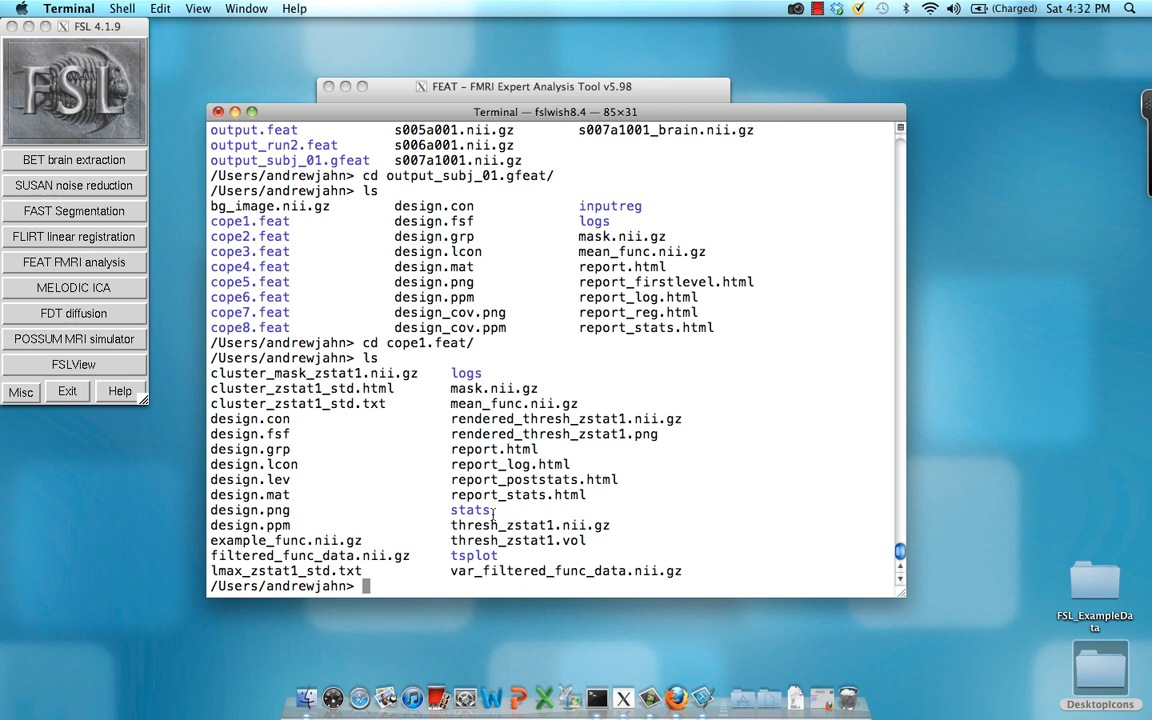 Terminal Shell Edit View Window Help (Charged) Sat 4:32 PM
X FSL 4.1.9
FSL
BET brain extraction
SUSAN noise reduction
FAST Segmentation
FLIRT linear registration
FEAT FMRI analysis
MELODIC ICA
FDT diffusion
POSSUM MRI simulator
FSLView
Misc Exit Help
X FEAT - FMRI Expert Analysis Tool v5.98
Terminal — fslwish8.4 — 85×31
output.feat s005a001.nii.gz s007a1001_brain.nii.gz
output_run2.feat s006a001.nii.gz
output_subj_01.gfeat s007a1001.nii.gz
/Users/andrewjahn> cd output_subj_01.gfeat/
/Users/andrewjahn> ls
bg_image.nii.gz design.con inputreg
cope1.feat design.fsf logs
cope2.feat design.grp mask.nii.gz
cope3.feat design.lcon mean_func.nii.gz
cope4.feat design.mat report.html
cope5.feat design.png report_firstlevel.html
cope6.feat design.ppm report_log.html
cope7.feat design_cov.png report_reg.html
cope8.feat design_cov.ppm report_stats.html
/Users/andrewjahn> cd cope1.feat/
/Users/andrewjahn> ls
cluster_mask_zstat1.nii.gz logs
cluster_zstat1_std.html mask.nii.gz
cluster_zstat1_std.txt mean_func.nii.gz
design.con rendered_thresh_zstat1.nii.gz
design.fsf rendered_thresh_zstat1.png
design.grp report.html
design.lcon report_log.html
design.lev report_poststats.html
design.mat report_stats.html
design.png stats
design.ppm thresh_zstat1.nii.gz
example_func.nii.gz thresh_zstat1.vol
filtered_func_data.nii.gz tsplot
lmax_zstat1_std.txt var_filtered_func_data.nii.gz
/Users/andrewjahn>
FSL_ExampleDa
ta
DesktopIcons